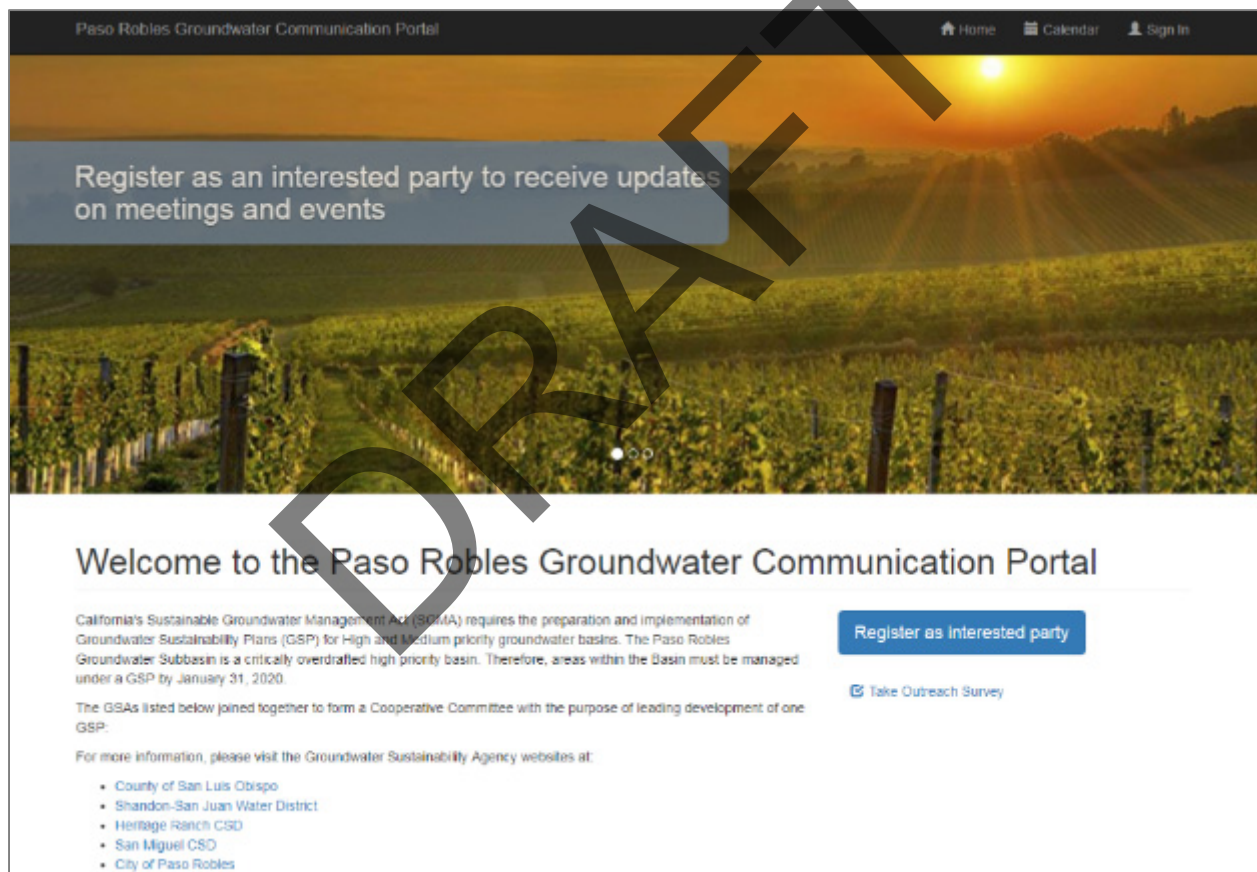 Paso Robles Groundwater Communication Portal
Home Calendar Sign In
Register as an interested party to receive updates
on meetings and events
DRAFT
Welcome to the Paso Robles Groundwater Communication Portal
California's Sustainable Groundwater Management Act (SGMA) requires the preparation and implementation of
Groundwater Sustainability Plans (GSP) for High and Medium priority groundwater basins. The Paso Robles
Groundwater Subbasin is a critically overdrafted high priority basin. Therefore, areas within the Basin must be managed
under a GSP by January 31, 2020.
The GSAs listed below joined together to form a Cooperative Committee with the purpose of leading development of one
GSP:
For more information, please visit the Groundwater Sustainability Agency websites at:
County of San Luis Obispo
Shandon-San Juan Water District
Heritage Ranch CSD
San Miguel CSD
City of Paso Robles
Register as interested party
Take Outreach Survey